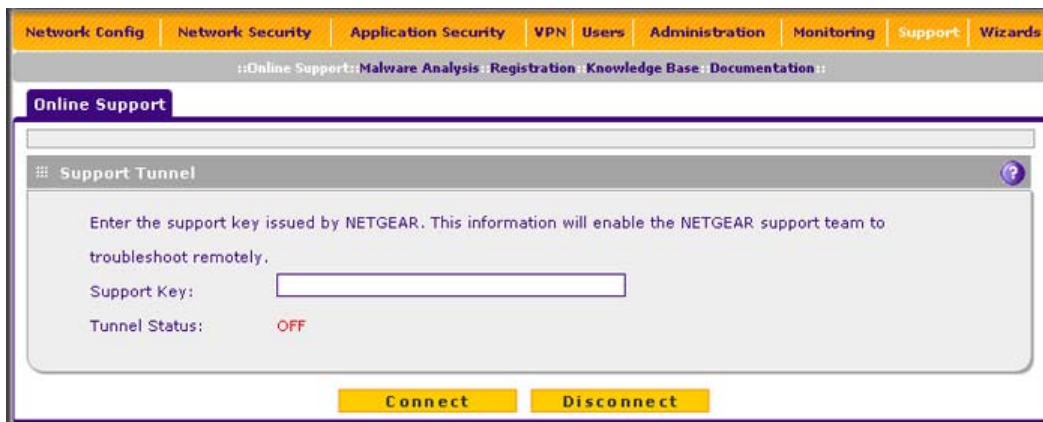 Network Config Network Security Application Security VPN Users Administration Monitoring Support Wizards
::Online Support::Malware Analysis::Registration::Knowledge Base::Documentation::
Online Support
Support Tunnel
?
Enter the support key issued by NETGEAR. This information will enable the NETGEAR support team to
troubleshoot remotely.
Support Key:
Tunnel Status: OFF
Connect Disconnect